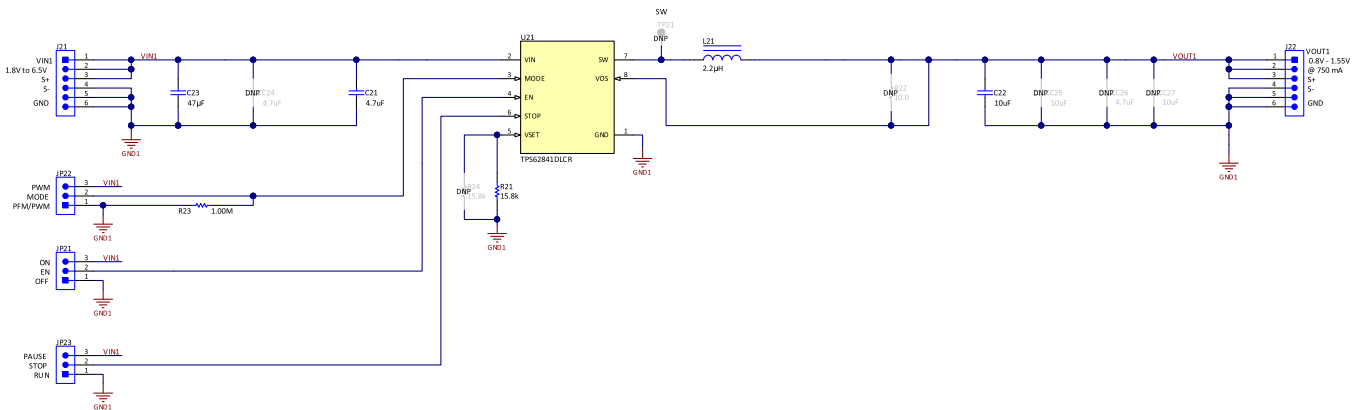 SW
TP21
DNP
J21
VIN1
1.8V to 6.5V
S+
S-
GND
1
2
3
4
5
6
VIN1
GND1
C23
47µF
DNP
C24
4.7uF
C21
4.7uF
U21
2
VIN
3
MODE
4
EN
6
STOP
5
VSET
SW
7
VOS
8
GND
1
TPS62841DLCR
GND1
L21
2.2µH
DNP
R22
10.0
C22
10uF
DNP
C25
10uF
DNP
C26
4.7uF
DNP
C27
10uF
VOUT1
J22
VOUT1
0.8V - 1.55V
@ 750 mA
S+
S-
GND
1
2
3
4
5
6
GND1
DNP
R24
15.8k
R21
15.8k
GND1
JP22
PWM
MODE
PFM/PWM
3
2
1
VIN1
R23
1.00M
GND1
JP21
ON
EN
OFF
3
2
1
VIN1
GND1
JP23
PAUSE
STOP
RUN
3
2
1
VIN1
GND1